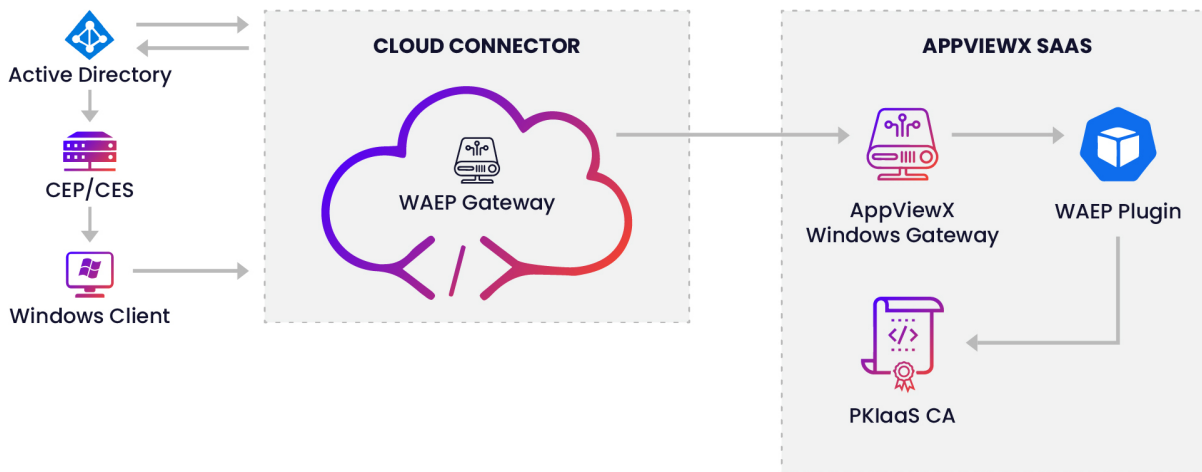 Active Directory
CEP/CES
Windows Client
CLOUD CONNECTOR
WAEP Gateway
APPVIEWX SAAS
AppViewX
Windows Gateway
WAEP Plugin
</>
PKIaaS CA